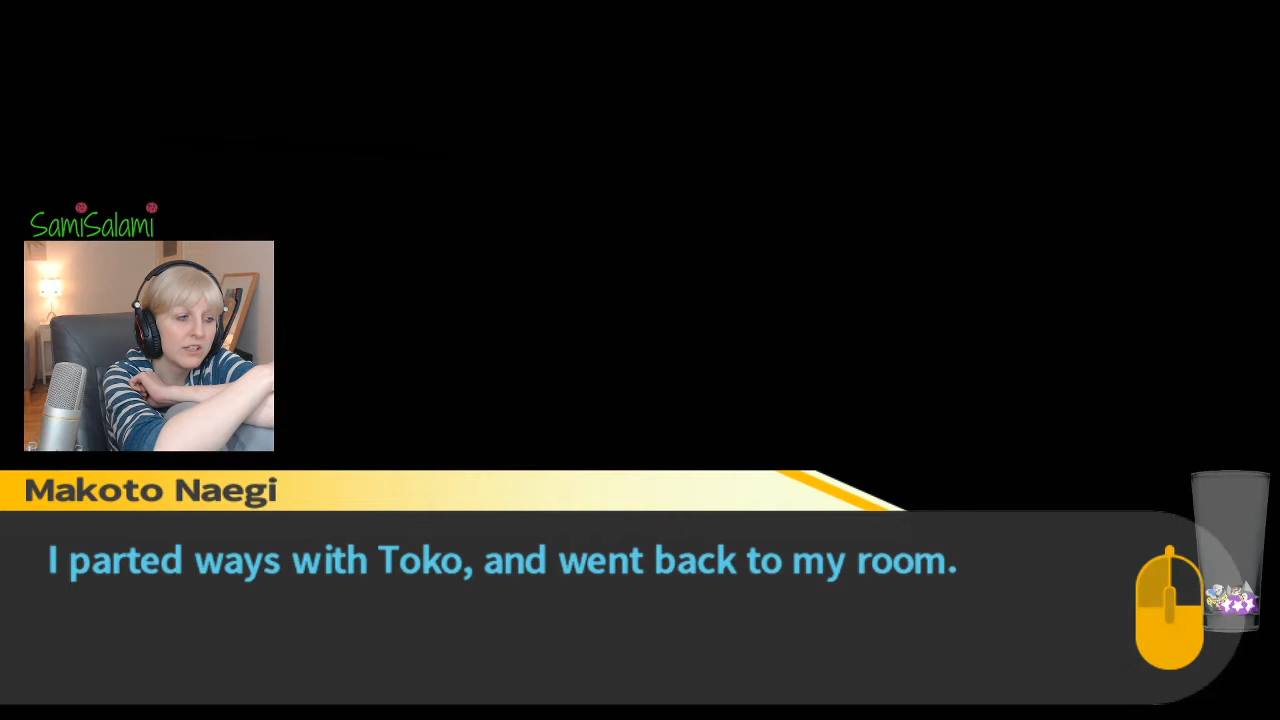 SamiSalami
Makoto Naegi
I parted ways with Toko, and went back to my room.